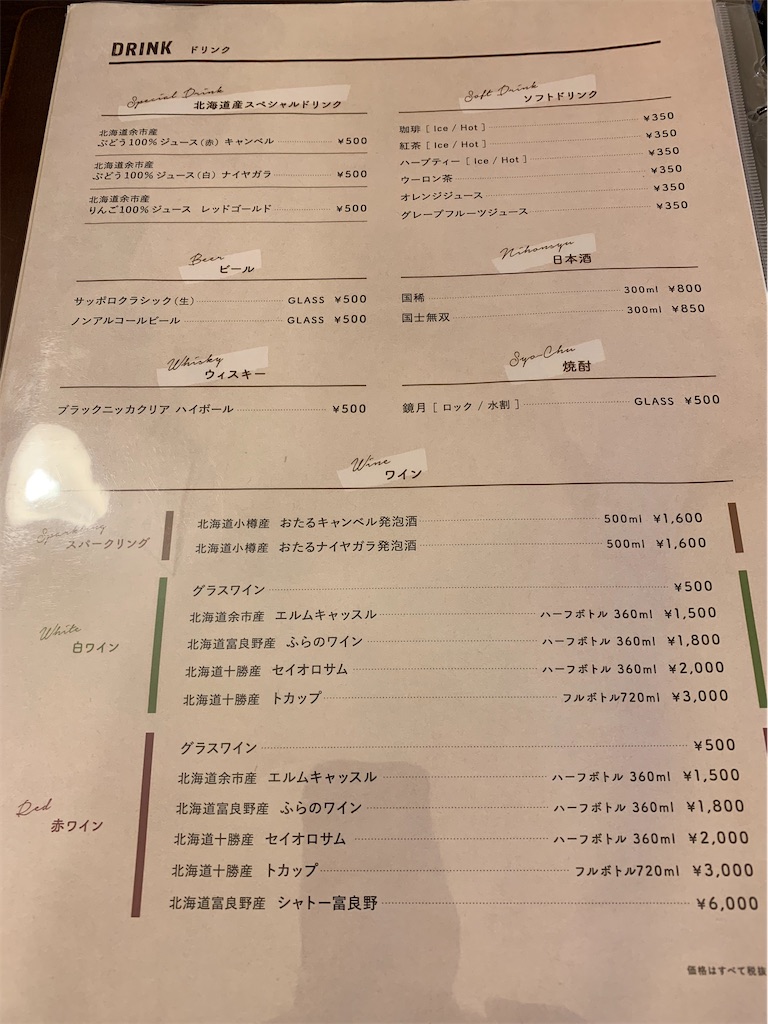 DRINK ドリンク
Special Drink
北海道産スペシャルドリンク
北海道余市産
ぶどう100%ジュース(赤) キャンベル ¥500
北海道余市産
ぶどう100%ジュース(白) ナイヤガラ ¥500
北海道余市産
りんご100%ジュース レッドゴールド ¥500
Soft Drink
ソフトドリンク
珈琲 [ Ice / Hot ] ¥350
紅茶 [ Ice / Hot ] ¥350
ハーブティー [ Ice / Hot ] ¥350
ウーロン茶 ¥350
オレンジジュース ¥350
グレープフルーツジュース ¥350
Beer
ビール
サッポロクラシック(生) GLASS ¥500
ノンアルコールビール GLASS ¥500
Nihonsyu
日本酒
国稀 300ml ¥800
国士無双 300ml ¥850
Whisky
ウィスキー
ブラックニッカクリア ハイボール ¥500
Syo-Chu
焼酎
鏡月 [ ロック / 水割 ] GLASS ¥500
Wine
ワイン
Sparkling
スパークリング
北海道小樽産 おたるキャンベル発泡酒 500ml ¥1,600
北海道小樽産 おたるナイヤガラ発泡酒 500ml ¥1,600
White
白ワイン
グラスワイン ¥500
北海道余市産 エルムキャッスル ハーフボトル 360ml ¥1,500
北海道富良野産 ふらのワイン ハーフボトル 360ml ¥1,800
北海道十勝産 セイオロサム ハーフボトル 360ml ¥2,000
北海道十勝産 トカップ フルボトル720ml ¥3,000
Red
赤ワイン
グラスワイン ¥500
北海道余市産 エルムキャッスル ハーフボトル 360ml ¥1,500
北海道富良野産 ふらのワイン ハーフボトル 360ml ¥1,800
北海道十勝産 セイオロサム ハーフボトル 360ml ¥2,000
北海道十勝産 トカップ フルボトル720ml ¥3,000
北海道富良野産 シャトー富良野 ¥6,000
価格はすべて税抜